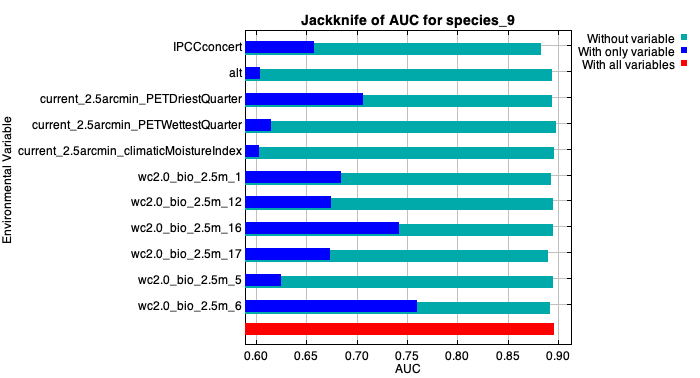 Jackknife of AUC for species_9
Without variable
With only variable
With all variables
Environmental Variable
IPCCconcert
alt
current_2.5arcmin_PETDriestQuarter
current_2.5arcmin_PETWettestQuarter
current_2.5arcmin_climaticMoistureIndex
wc2.0_bio_2.5m_1
wc2.0_bio_2.5m_12
wc2.0_bio_2.5m_16
wc2.0_bio_2.5m_17
wc2.0_bio_2.5m_5
wc2.0_bio_2.5m_6
0.60 0.65 0.70 0.75 0.80 0.85 0.90
AUC